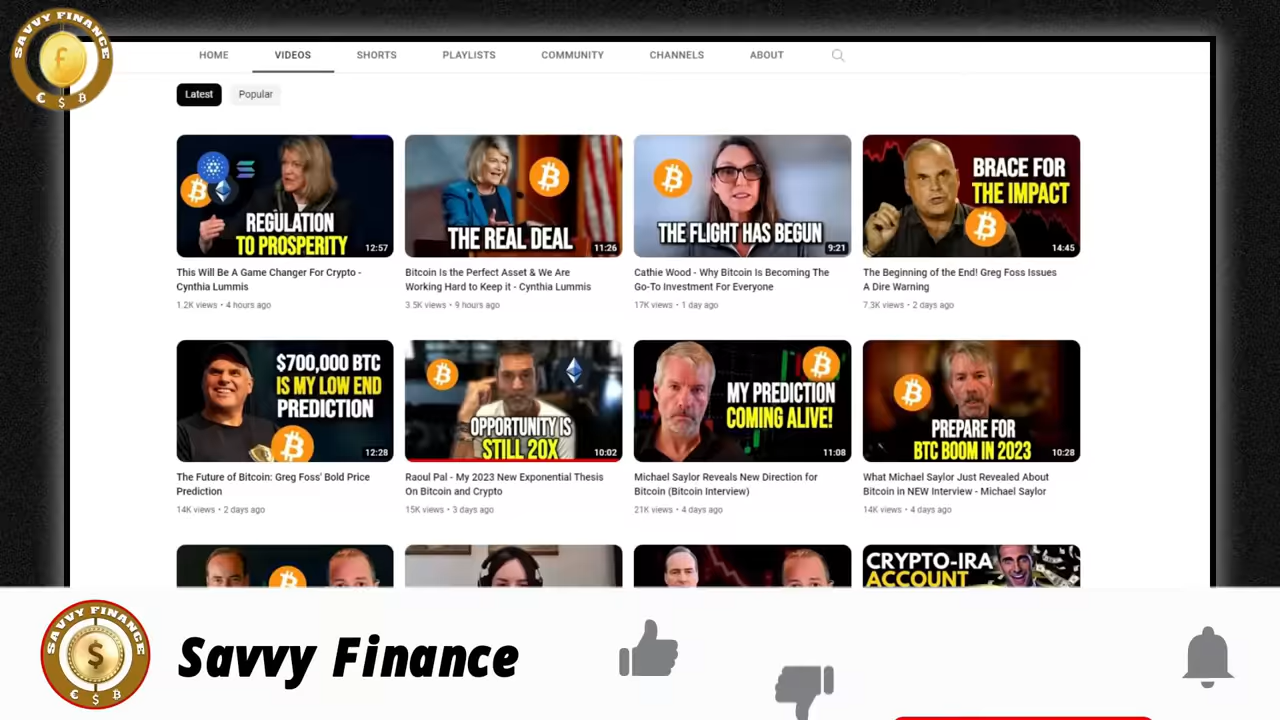 SAVVY FINANCE
£
€ $ B
HOME VIDEOS SHORTS PLAYLISTS COMMUNITY CHANNELS ABOUT
Latest Popular
REGULATION
TO PROSPERITY
12:57
THE REAL DEAL
11:26
THE FLIGHT HAS BEGUN
9:21
BRACE FOR
THE IMPACT
14:45
This Will Be A Game Changer For Crypto -
Cynthia Lummis
1.2K views • 4 hours ago
Bitcoin Is the Perfect Asset & We Are
Working Hard to Keep it - Cynthia Lummis
3.5K views • 9 hours ago
Cathie Wood - Why Bitcoin Is Becoming The
Go-To Investment For Everyone
17K views • 1 day ago
The Beginning of the End! Greg Foss Issues
A Dire Warning
7.3K views • 2 days ago
$700,000 BTC
IS MY LOW END
PREDICTION
12:28
OPPORTUNITY IS
STILL 20X
10:02
MY PREDICTION
COMING ALIVE!
11:08
PREPARE FOR
BTC BOOM IN 2023
10:28
The Future of Bitcoin: Greg Foss' Bold Price
Prediction
14K views • 2 days ago
Raoul Pal - My 2023 New Exponential Thesis
On Bitcoin and Crypto
15K views • 3 days ago
Michael Saylor Reveals New Direction for
Bitcoin (Bitcoin Interview)
21K views • 4 days ago
What Michael Saylor Just Revealed About
Bitcoin in NEW Interview - Michael Saylor
14K views • 4 days ago
CRYPTO-IRA
ACCOUNT
SAVVY FINANCE
$
€ $ B
Savvy Finance